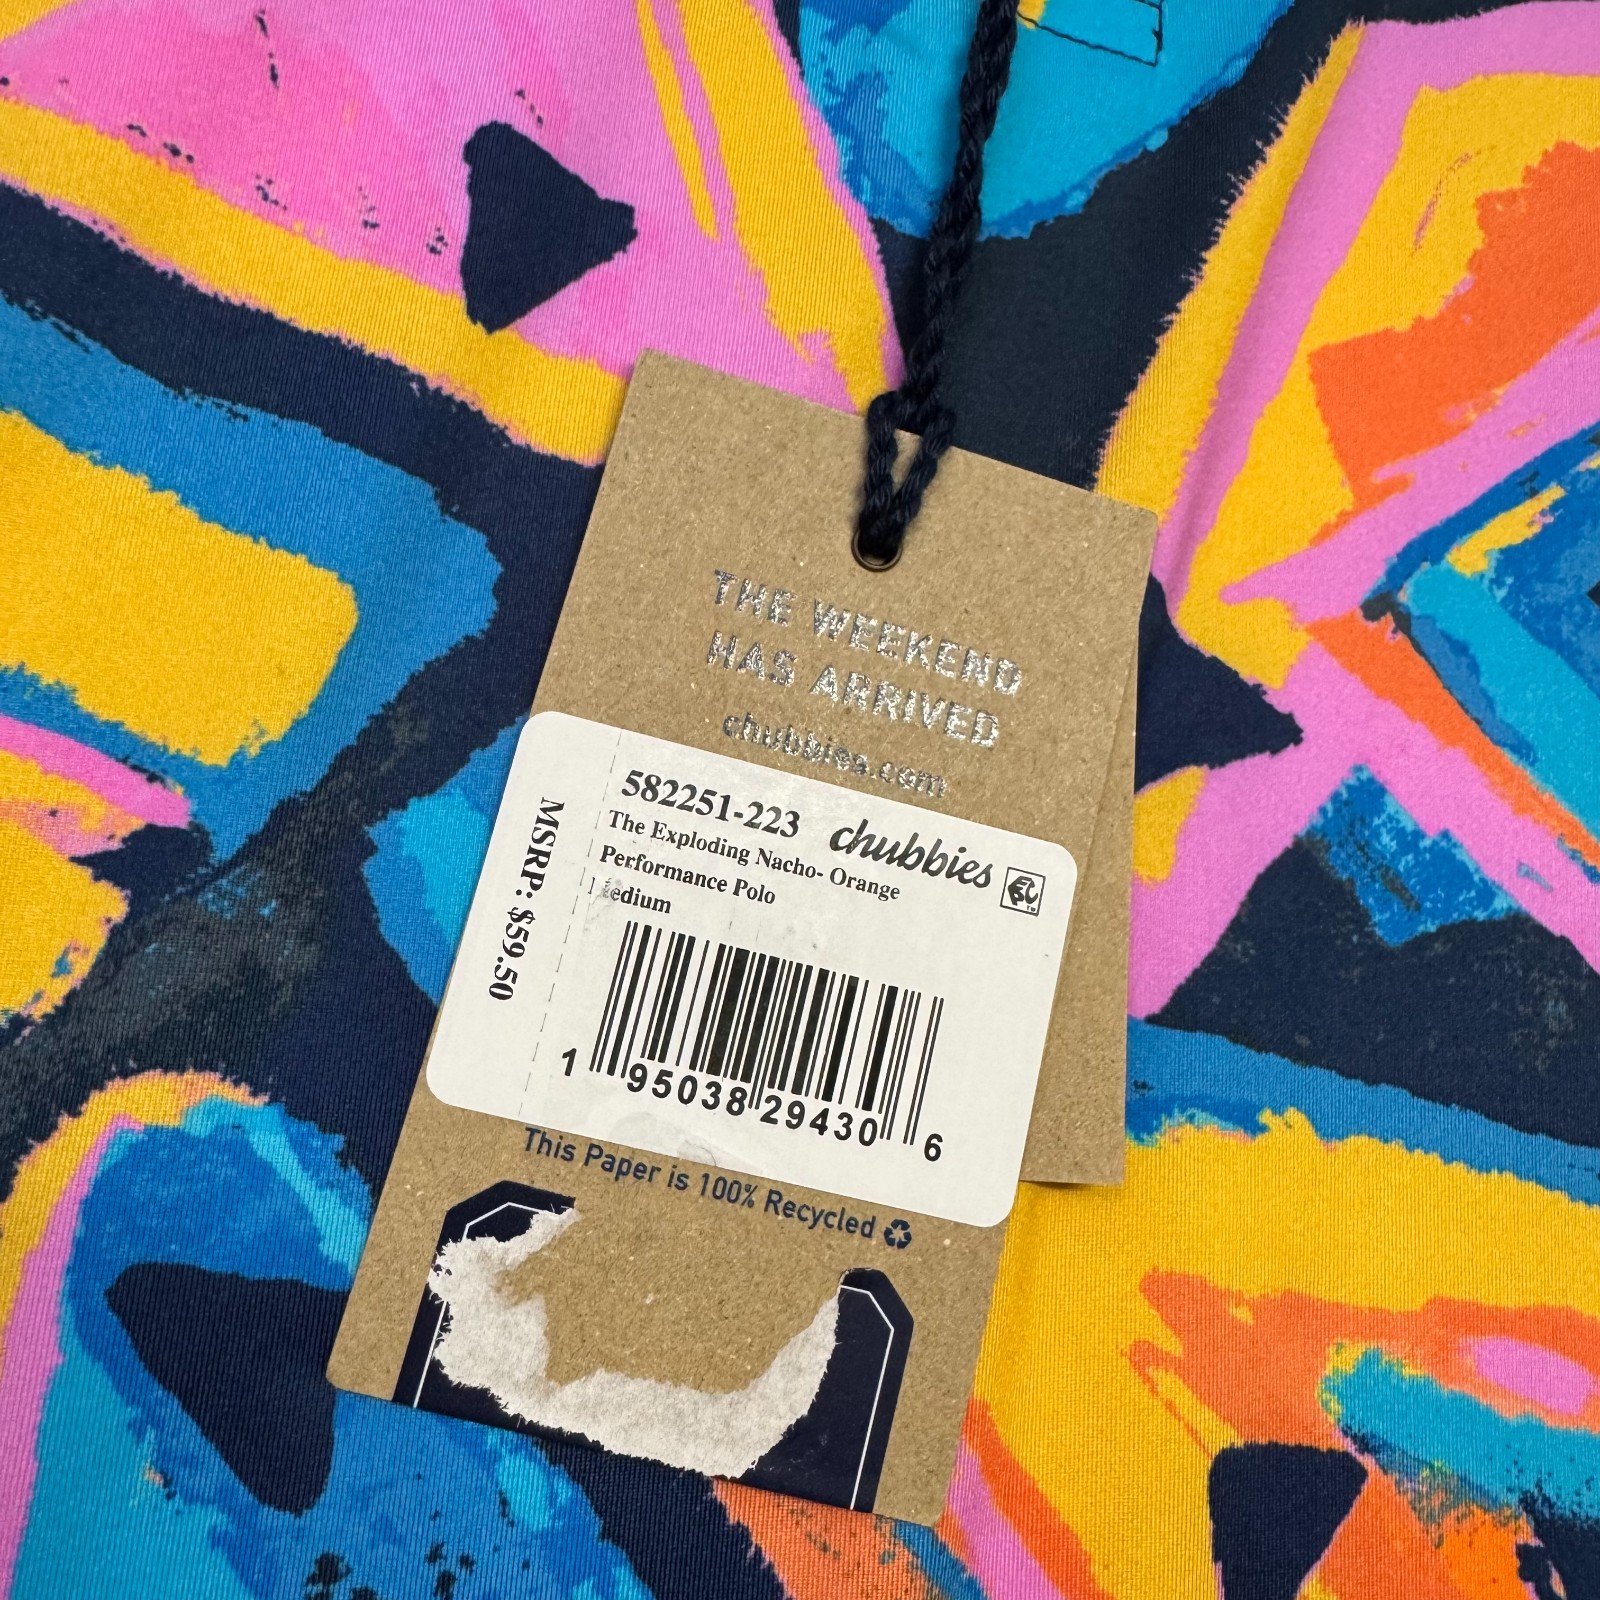 THE WEEKEND
HAS ARRIVED
chubbies.com
582251-223
chubbies
The Exploding Nacho- Orange
Performance Polo
Medium
MSRP: $59.50
1 95038 29430 6
This Paper is 100% Recycled